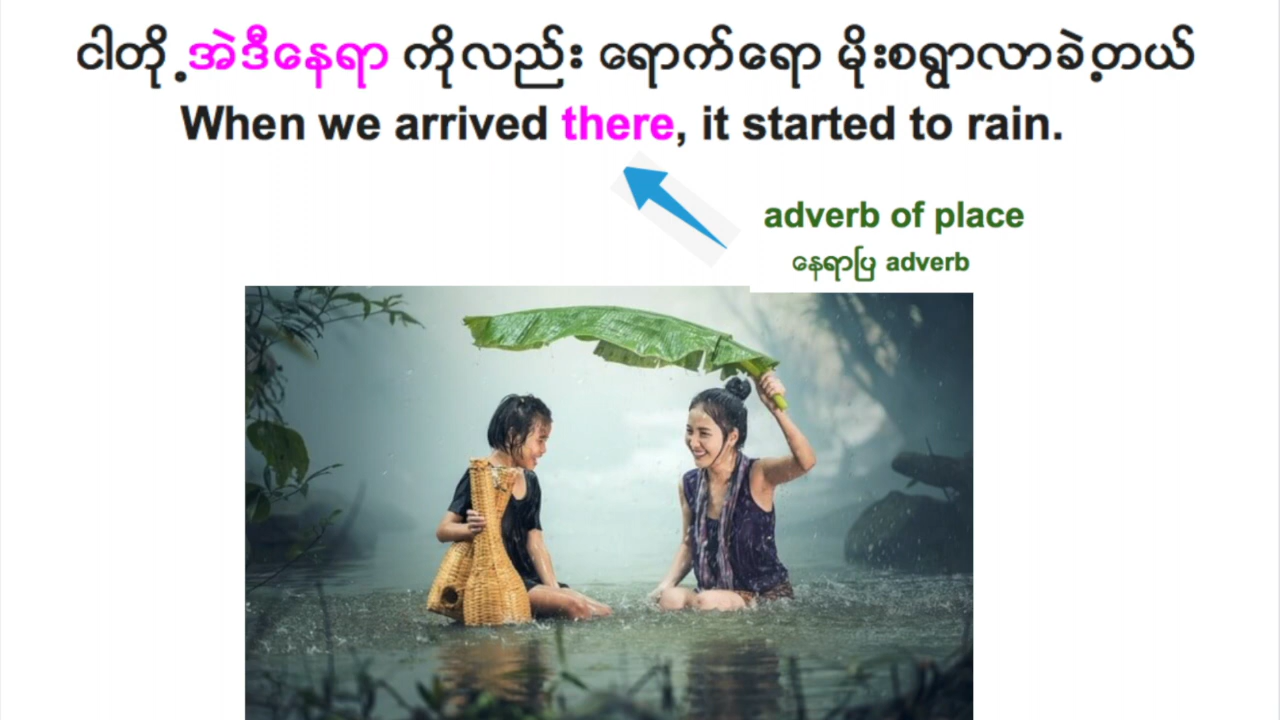 ငါတို့ အဲဒီနေရာ ကိုလည်း ရောက်ရော မိုးစရွာလာခဲ့တယ်
When we arrived there, it started to rain.
adverb of place
နေရာပြ adverb